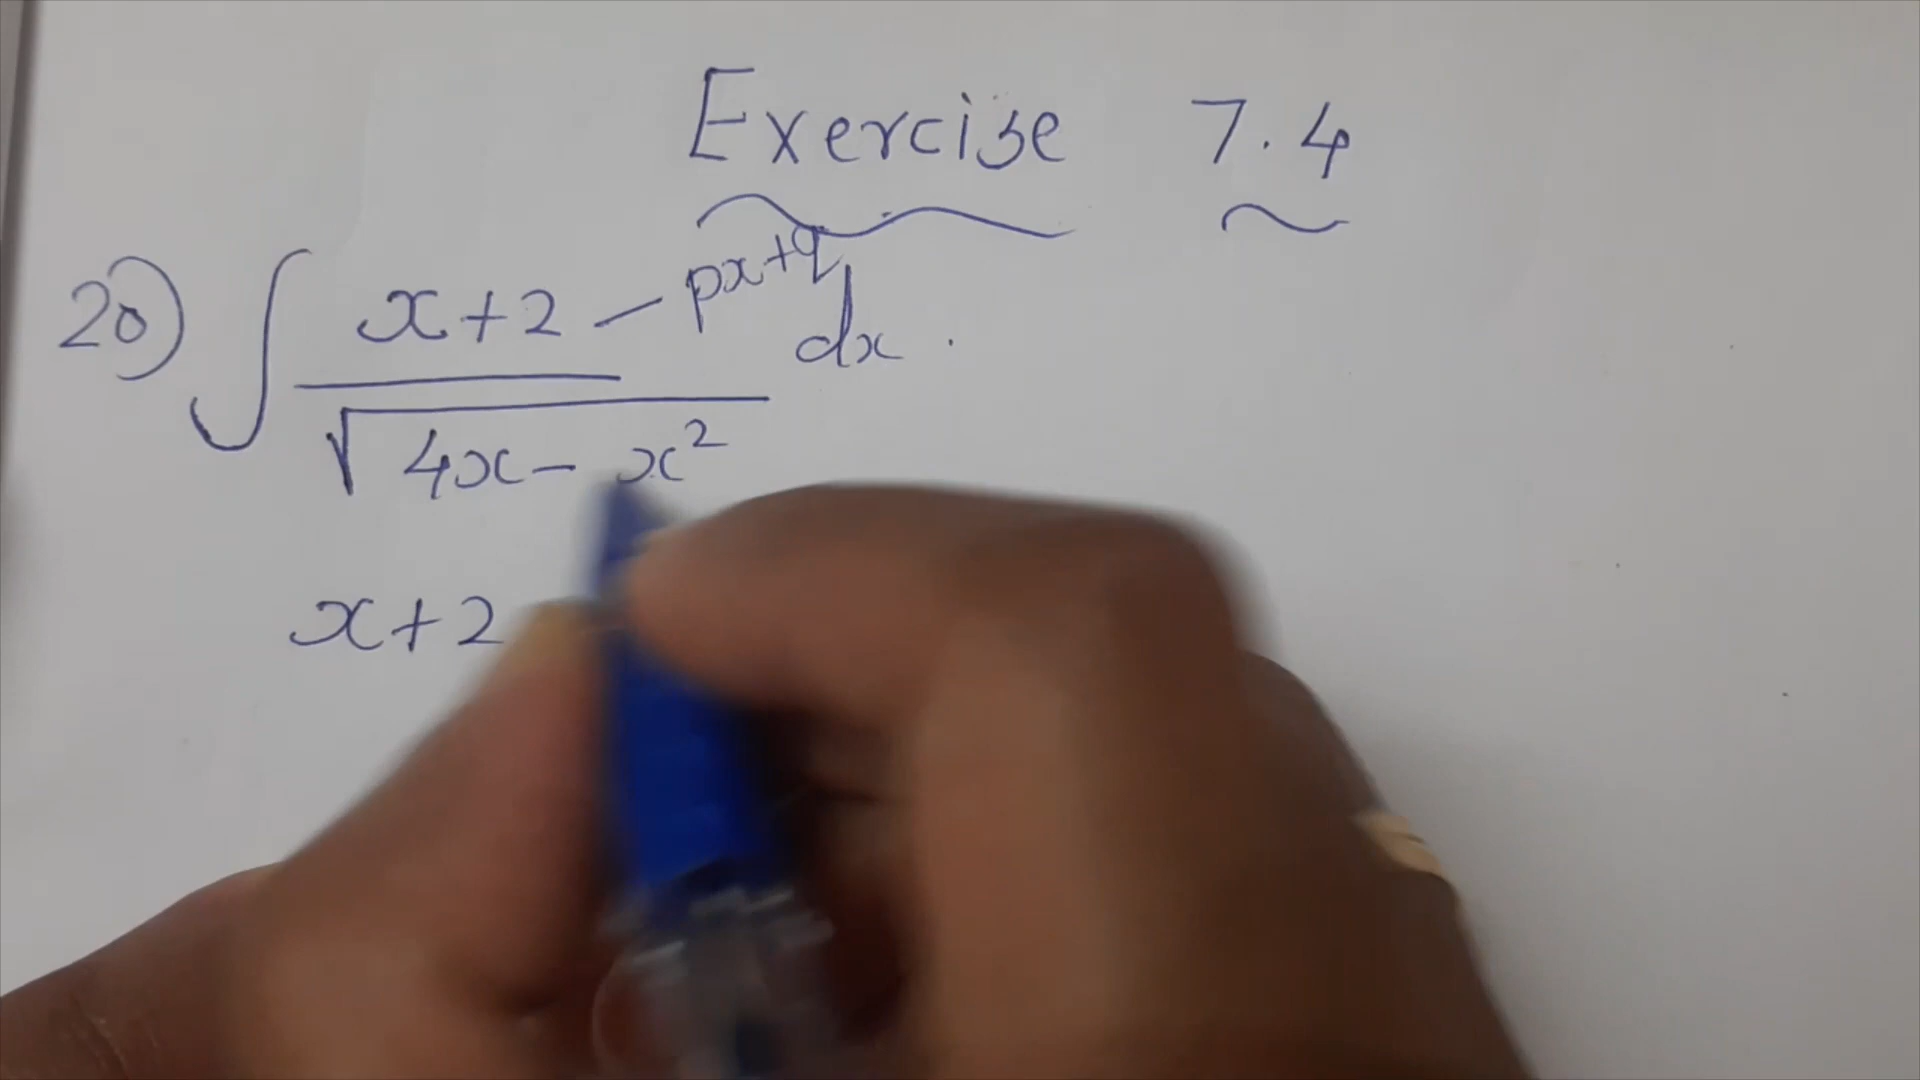 Exercise 7.4
20) ∫ x+2 — px+q dx.
√4x - x²
x+2